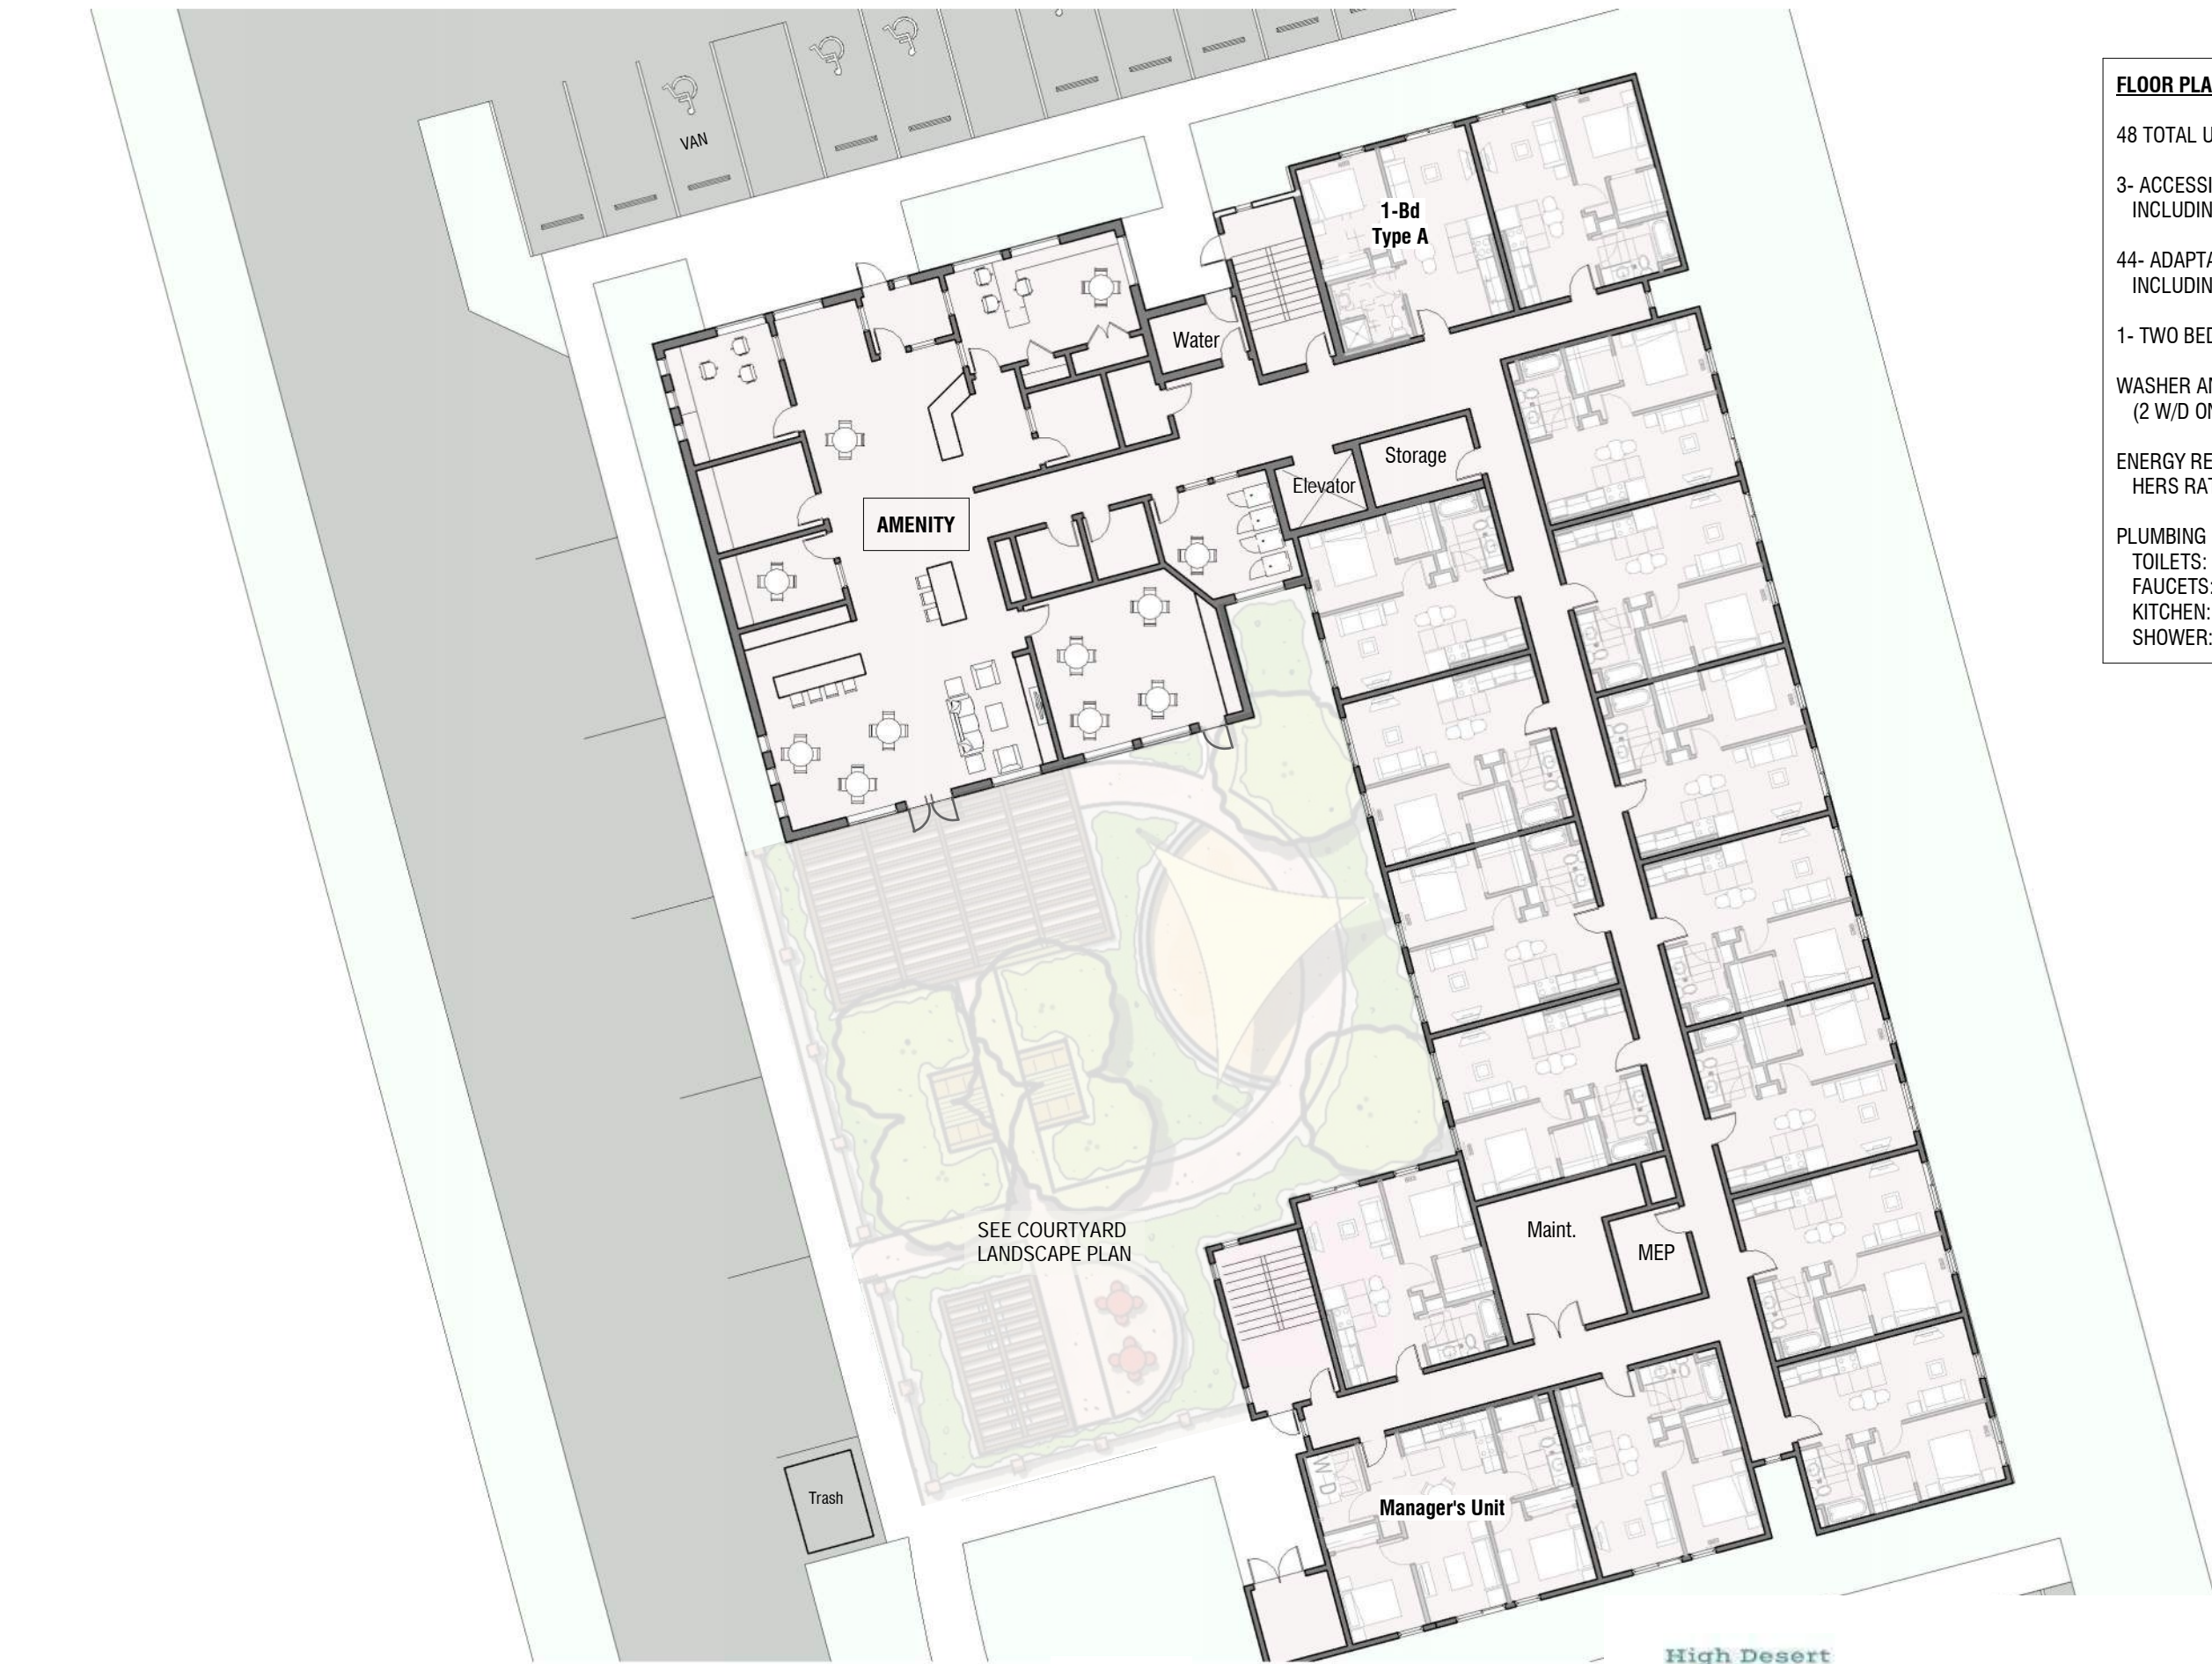 VAN
1-Bd
Type A
Water
Storage
Elevator
AMENITY
SEE COURTYARD
LANDSCAPE PLAN
Maint.
MEP
W D
Manager's Unit
Trash
High Desert
FLOOR PLA
48 TOTAL U
3- ACCESSI
INCLUDIN
44- ADAPTA
INCLUDIN
1- TWO BED
WASHER AN
(2 W/D ON
ENERGY RE
HERS RAT
PLUMBING
TOILETS:
FAUCETS:
KITCHEN:
SHOWER: